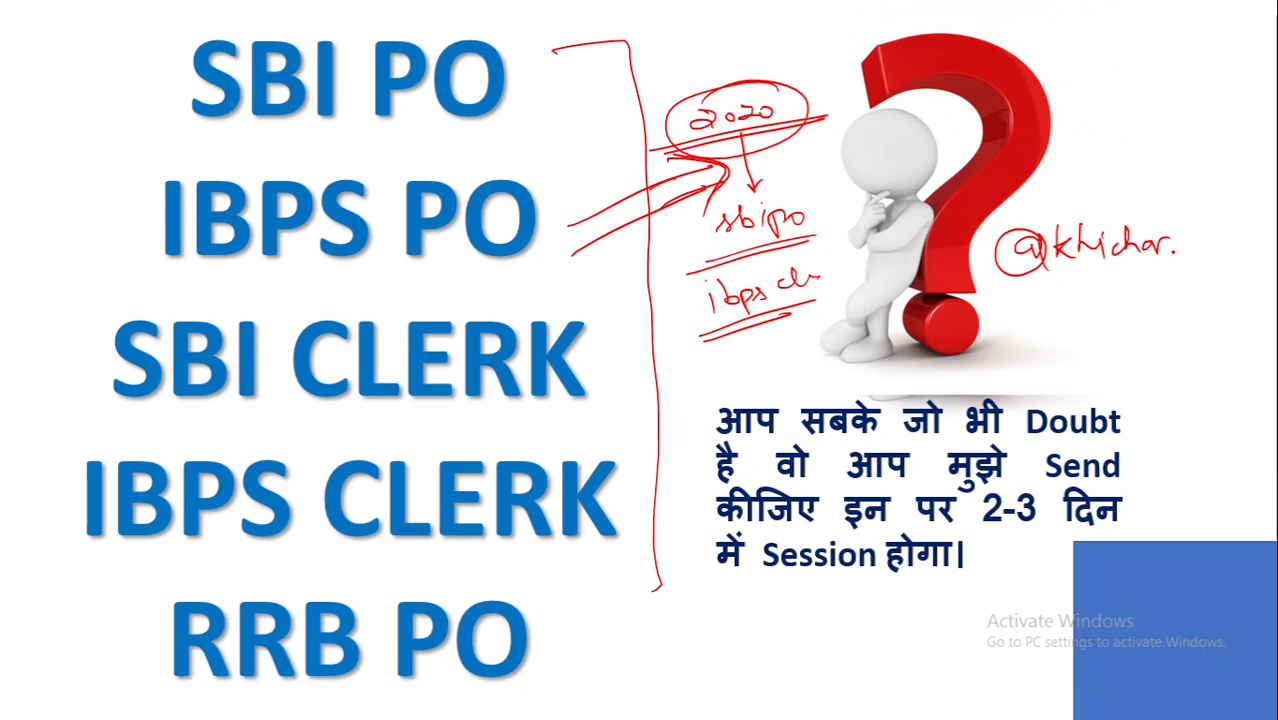 SBI PO
IBPS PO
SBI CLERK
IBPS CLERK
RRB PO
2020
sbipo
ibps cle
@khichar.
आप सबके जो भी Doubt
है वो आप मुझे Send
कीजिए इन पर 2-3 दिन
में Session होगा।
Activate Windows
Go to PC settings to activate Windows.